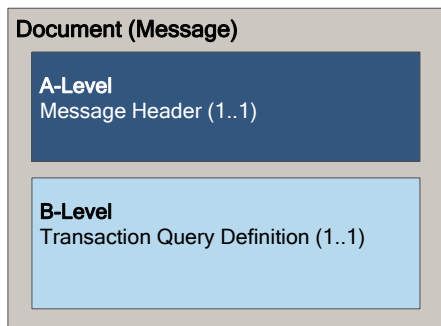 Document (Message)
A-Level
Message Header (1..1)
B-Level
Transaction Query Definition (1..1)